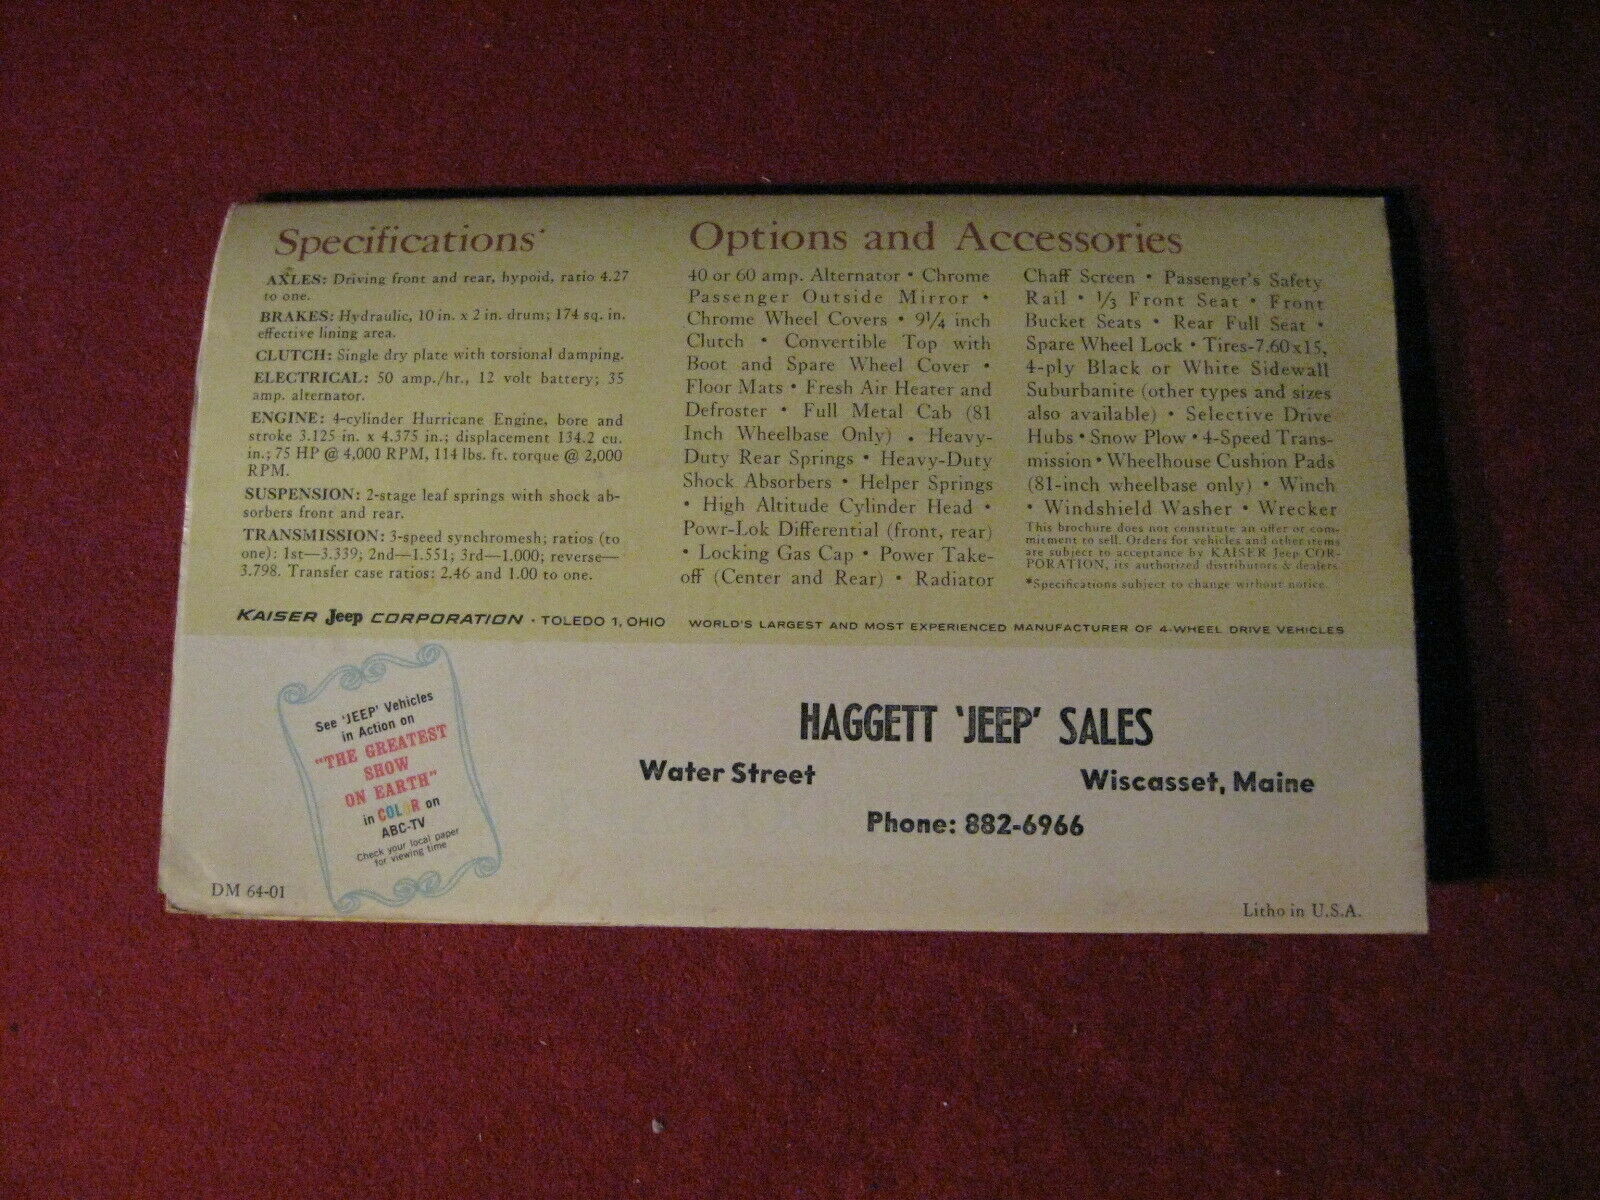 Specifications*
AXLES: Driving front and rear, hypoid, ratio 4.27
to one.
BRAKES: Hydraulic, 10 in. x 2 in. drum; 174 sq. in.
effective lining area.
CLUTCH: Single dry plate with torsional damping.
ELECTRICAL: 50 amp./hr., 12 volt battery; 35
amp. alternator.
ENGINE: 4-cylinder Hurricane Engine, bore and
stroke 3.125 in. x 4.375 in.; displacement 134.2 cu.
in.; 75 HP @ 4,000 RPM, 114 lbs. ft. torque @ 2,000
RPM.
SUSPENSION: 2-stage leaf springs with shock ab-
sorbers front and rear.
TRANSMISSION: 3-speed synchromesh; ratios (to
one): 1st—3.339; 2nd—1.551; 3rd—1.000; reverse—
3.798. Transfer case ratios: 2.46 and 1.00 to one.
Options and Accessories
40 or 60 amp. Alternator • Chrome
Passenger Outside Mirror •
Chrome Wheel Covers • 9¼ inch
Clutch • Convertible Top with
Boot and Spare Wheel Cover •
Floor Mats • Fresh Air Heater and
Defroster • Full Metal Cab (81
Inch Wheelbase Only) • Heavy-
Duty Rear Springs • Heavy-Duty
Shock Absorbers • Helper Springs
• High Altitude Cylinder Head •
Powr-Lok Differential (front, rear)
• Locking Gas Cap • Power Take-
off (Center and Rear) • Radiator
Chaff Screen • Passenger's Safety
Rail • ⅓ Front Seat • Front
Bucket Seats • Rear Full Seat •
Spare Wheel Lock • Tires-7.60x15,
4-ply Black or White Sidewall
Suburbanite (other types and sizes
also available) • Selective Drive
Hubs • Snow Plow • 4-Speed Trans-
mission • Wheelhouse Cushion Pads
(81-inch wheelbase only) • Winch
• Windshield Washer • Wrecker
This brochure does not constitute an offer or com-
mitment to sell. Orders for vehicles and other items
are subject to acceptance by KAISER Jeep COR-
PORATION, its authorized distributors & dealers.
*Specifications subject to change without notice.
KAISER Jeep CORPORATION • TOLEDO 1, OHIO
WORLD'S LARGEST AND MOST EXPERIENCED MANUFACTURER OF 4-WHEEL DRIVE VEHICLES
See 'JEEP' Vehicles
in Action on
"THE GREATEST
SHOW
ON EARTH"
in COLOR on
ABC-TV
Check your local paper
for viewing time
HAGGETT 'JEEP' SALES
Water Street Wiscasset, Maine
Phone: 882-6966
DM 64-01
Litho in U.S.A.